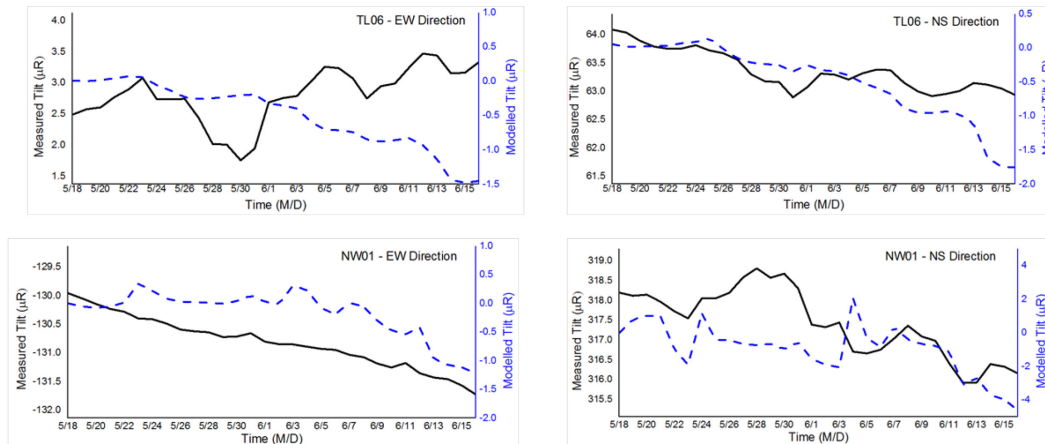 TL06 - EW Direction
Measured Tilt (μR)
4.0
3.5
3.0
2.5
2.0
1.5
1.0
0.5
0.0
-0.5
-1.0
-1.5
Modelled Tilt (μR)
5/18 5/20 5/22 5/24 5/26 5/28 5/30 6/1 6/3 6/5 6/7 6/9 6/11 6/13 6/15
Time (M/D)
TL06 - NS Direction
Measured Tilt (μR)
64.0
63.5
63.0
62.5
62.0
61.5
0.5
0.0
-0.5
-1.0
-1.5
-2.0
Modelled Tilt (μR)
5/18 5/20 5/22 5/24 5/26 5/28 5/30 6/1 6/3 6/5 6/7 6/9 6/11 6/13 6/15
Time (M/D)
NW01 - EW Direction
Measured Tilt (μR)
-129.5
-130.0
-130.5
-131.0
-131.5
-132.0
1.0
0.5
0.0
-0.5
-1.0
-1.5
-2.0
Modelled Tilt (μR)
5/18 5/20 5/22 5/24 5/26 5/28 5/30 6/1 6/3 6/5 6/7 6/9 6/11 6/13 6/15
Time (M/D)
NW01 - NS Direction
Measured Tilt (μR)
319.0
318.5
318.0
317.5
317.0
316.5
316.0
315.5
4
2
0
-2
-4
Modelled Tilt (μR)
5/18 5/20 5/22 5/24 5/26 5/28 5/30 6/1 6/3 6/5 6/7 6/9 6/11 6/13 6/15
Time (M/D)